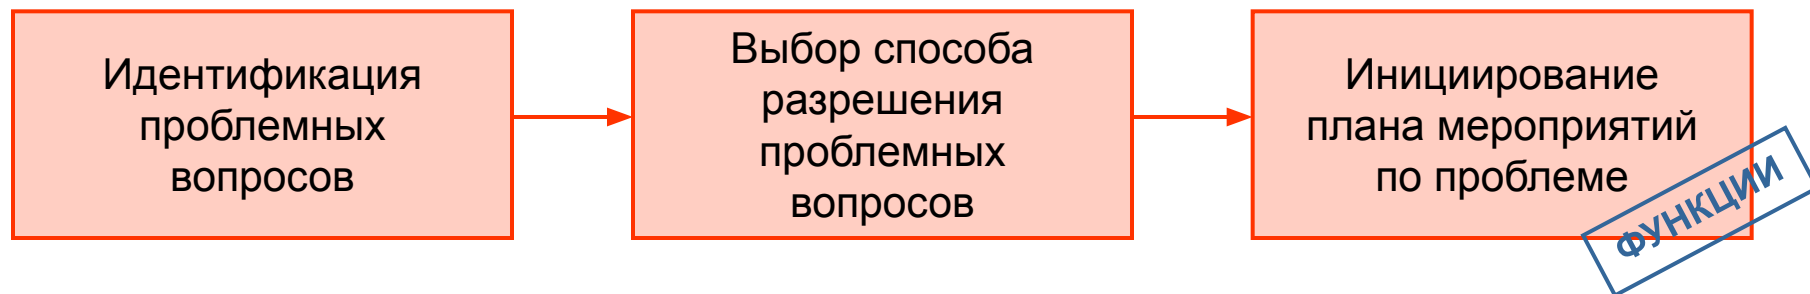 Идентификация
проблемных
вопросов
Выбор способа
разрешения
проблемных
вопросов
Инициирование
плана мероприятий
по проблеме
ФУНКЦИИ